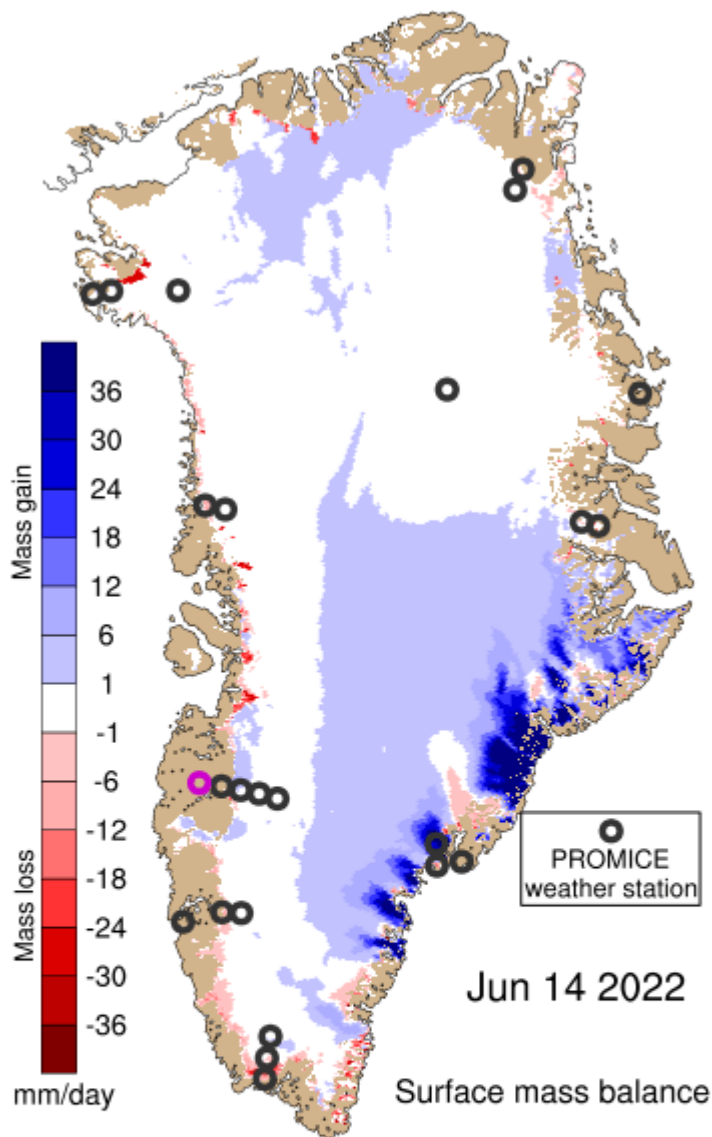 Mass gain
36
30
24
18
12
6
1
-1
-6
-12
-18
-24
-30
-36
Mass loss
mm/day
PROMICE
weather station
Jun 14 2022
Surface mass balance